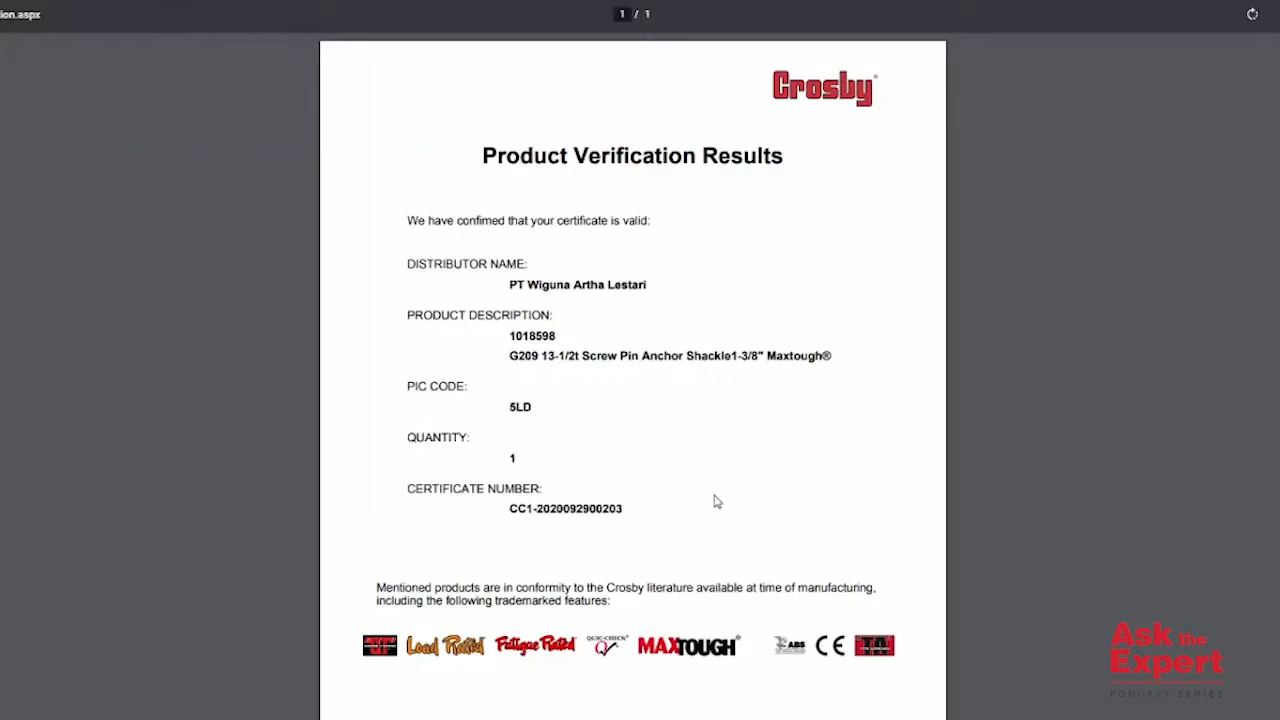 ion.aspx
1 / 1
Crosby®
Product Verification Results
We have confimed that your certificate is valid:
DISTRIBUTOR NAME:
PT Wiguna Artha Lestari
PRODUCT DESCRIPTION:
1018598
G209 13-1/2t Screw Pin Anchor Shackle1-3/8" Maxtough®
PIC CODE:
5LD
QUANTITY:
1
CERTIFICATE NUMBER:
CC1-2020092900203
Mentioned products are in conformity to the Crosby literature available at time of manufacturing,
including the following trademarked features:
Load Rated Fatigue Rated QUIC-CHECK® MAXTOUGH® ABS CE
Ask the
Expert
PODCAST SERIES